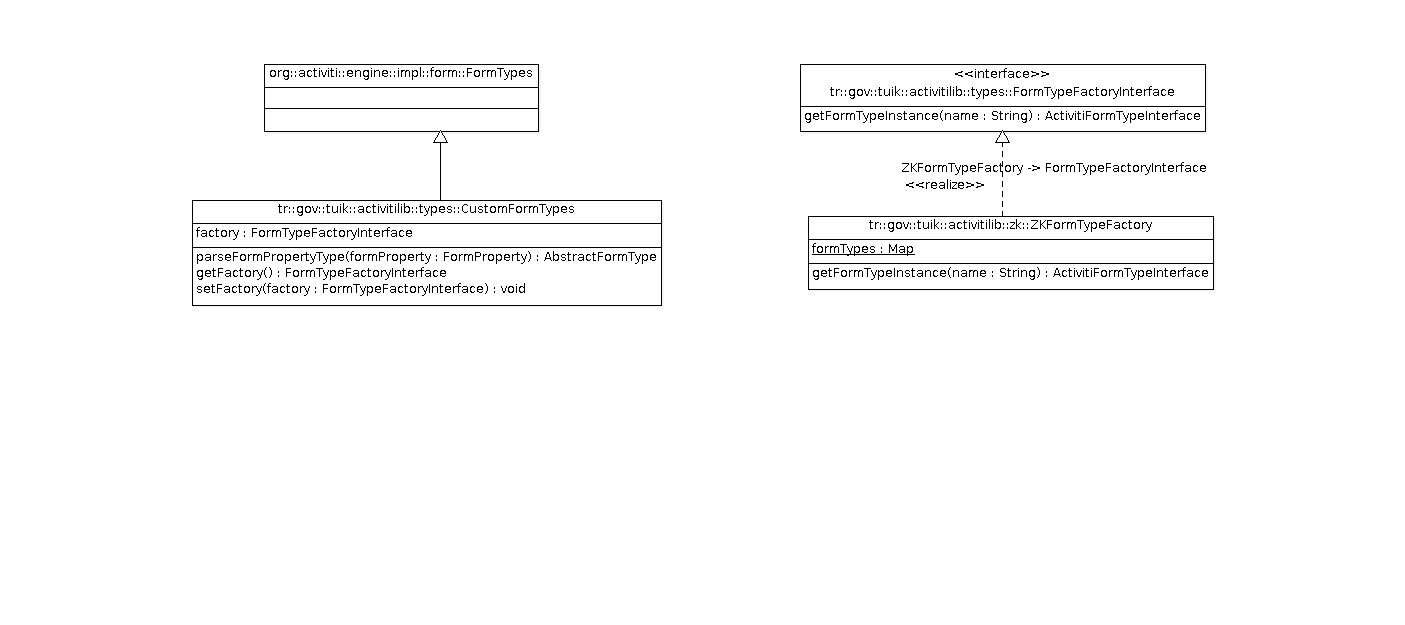 org::activiti::engine::impl::form::FormTypes
tr::gov::tuik::activitilib::types::CustomFormTypes
factory : FormTypeFactoryInterface
parseFormPropertyType(formProperty : FormProperty) : AbstractFormType
getFactory() : FormTypeFactoryInterface
setFactory(factory : FormTypeFactoryInterface) : void
<<interface>>
tr::gov::tuik::activitilib::types::FormTypeFactoryInterface
getFormTypeInstance(name : String) : ActivitiFormTypeInterface
ZKFormTypeFactory -> FormTypeFactoryInterface
<<realize>>
tr::gov::tuik::activitilib::zk::ZKFormTypeFactory
formTypes : Map
getFormTypeInstance(name : String) : ActivitiFormTypeInterface